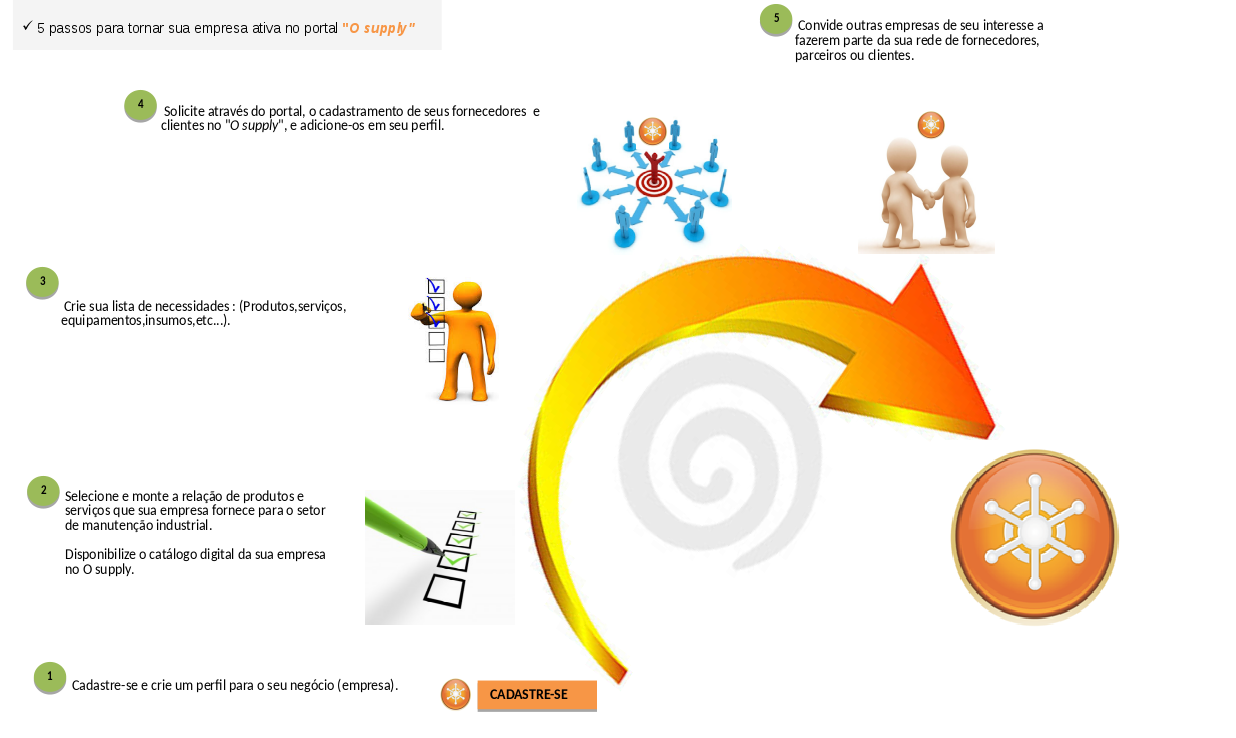 ✓ 5 passos para tornar sua empresa ativa no portal "O supply"
5
Convide outras empresas de seu interesse a
fazerem parte da sua rede de fornecedores,
parceiros ou clientes.
4
Solicite através do portal, o cadastramento de seus fornecedores e
clientes no "O supply", e adicione-os em seu perfil.
3
Crie sua lista de necessidades : (Produtos,serviços,
equipamentos,insumos,etc...).
2
Selecione e monte a relação de produtos e
serviços que sua empresa fornece para o setor
de manutenção industrial.
Disponibilize o catálogo digital da sua empresa
no O supply.
1
Cadastre-se e crie um perfil para o seu negócio (empresa).
CADASTRE-SE